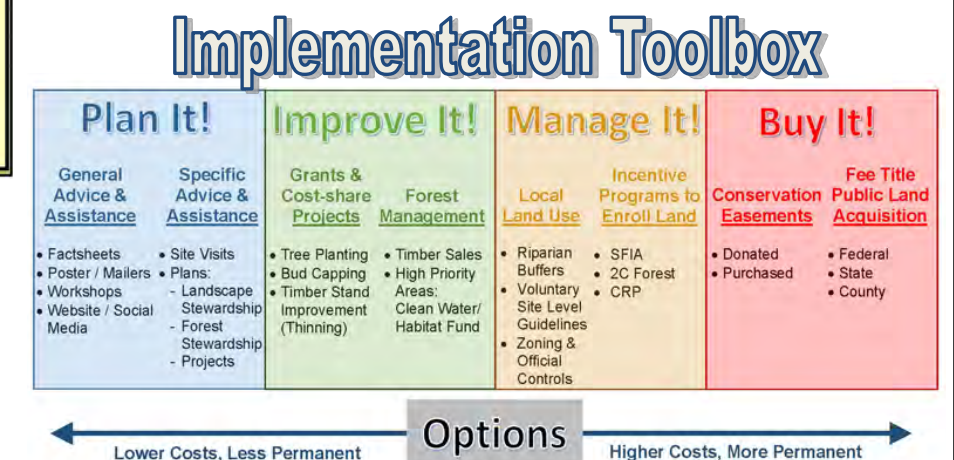 Implementation Toolbox
Plan It!
General
Advice &
Assistance
• Factsheets
• Poster / Mailers
• Workshops
• Website / Social
Media
Specific
Advice &
Assistance
• Site Visits
• Plans:
- Landscape
Stewardship
- Forest
Stewardship
- Projects
Improve It!
Grants &
Cost-share
Projects
• Tree Planting
• Bud Capping
• Timber Stand
Improvement
(Thinning)
Forest
Management
• Timber Sales
• High Priority
Areas:
Clean Water/
Habitat Fund
Manage It!
Local
Land Use
• Riparian
Buffers
• Voluntary
Site Level
Guidelines
• Zoning &
Official
Controls
Incentive
Programs to
Enroll Land
• SFIA
• 2C Forest
• CRP
Buy It!
Conservation
Easements
• Donated
• Purchased
Fee Title
Public Land
Acquisition
• Federal
• State
• County
Options
Lower Costs, Less Permanent
Higher Costs, More Permanent